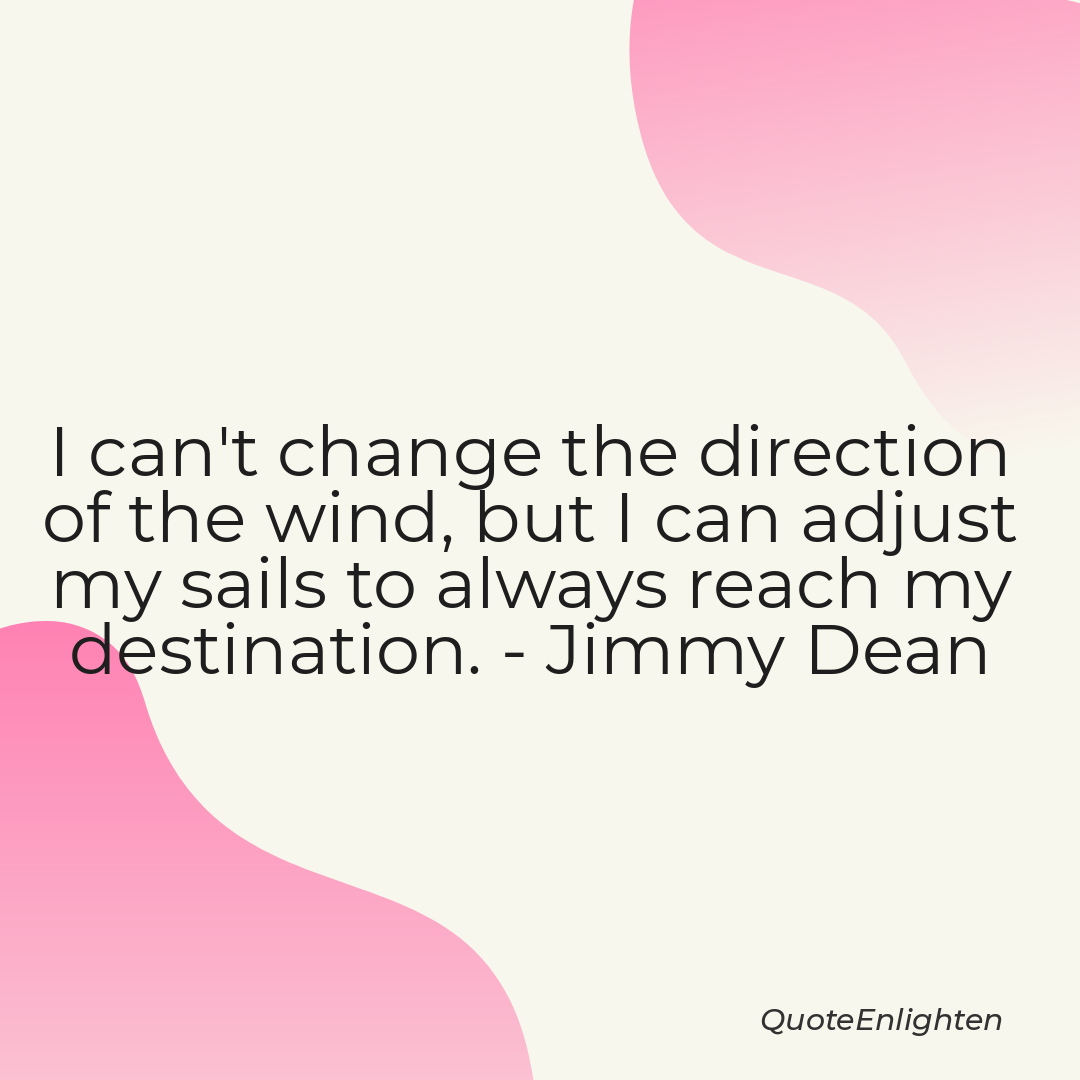 I can't change the direction
of the wind, but I can adjust
my sails to always reach my
destination. - Jimmy Dean
QuoteEnlighten